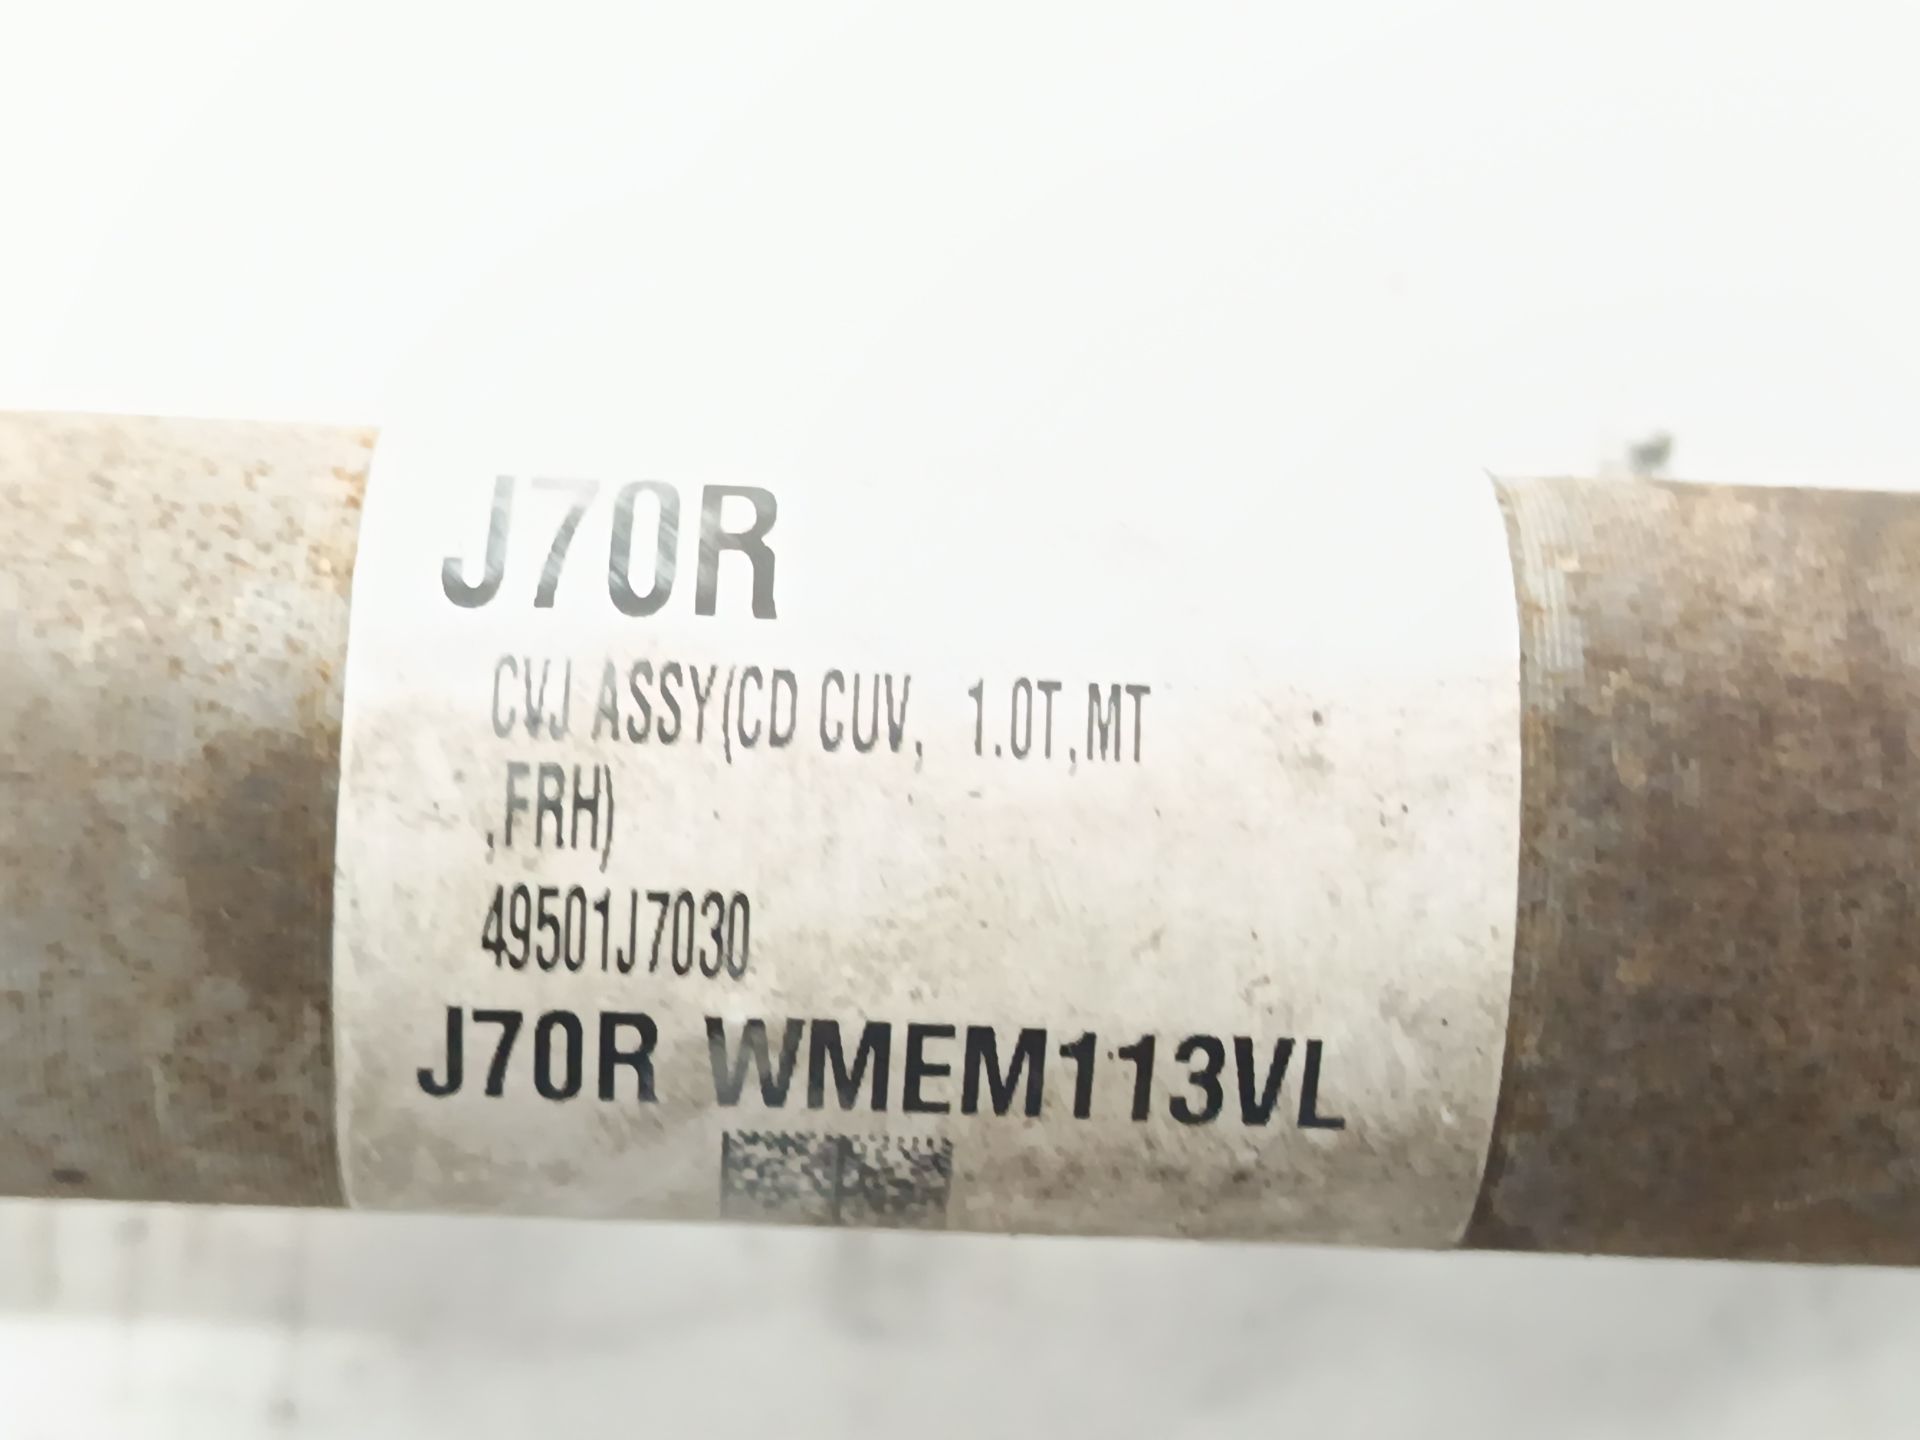 J70R
CVJ ASSY(CD CUV, 1.0T,MT
,FRH)
49501J7030
J70R WMEM113VL